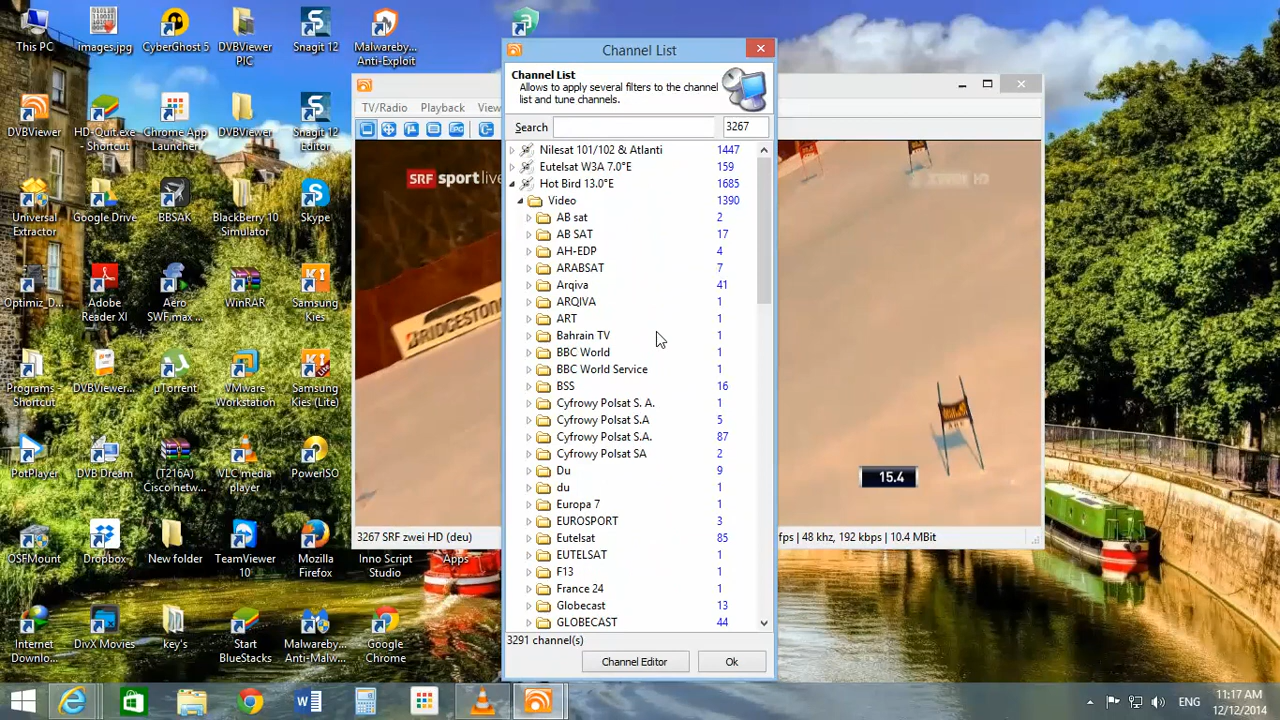 This PC
images.jpg
CyberGhost 5
DVBViewer
PIC
Snagit 12
Malwareby...
Anti-Exploit
DVBViewer
HD-Quit.exe -
Shortcut
Chrome App
Launcher
DVBViewer
Snagit 12
Editor
Universal
Extractor
Google Drive
BBSAK
BlackBerry 10
Simulator
Skype
Optimiz_D...
Adobe
Reader XI
Aero
SWF.max ...
WinRAR
Samsung
Kies
Programs -
Shortcut
DVBViewer...
µTorrent
VMware
Workstation
Samsung
Kies (Lite)
PotPlayer
DVB Dream
(T216A)
Cisco netw...
VLC media
player
PowerISO
OSFMount
Dropbox
New folder
TeamViewer
10
Mozilla
Firefox
Inno Script
Studio
Apps
Internet
Downlo...
DivX Movies
key's
Start
BlueStacks
Malwareby...
Anti-Malw...
Google
Chrome
TV/Radio Playback View
SRF sport live
HD
BRIDGESTON
15.4
3267 SRF zwei HD (deu)
fps | 48 khz, 192 kbps | 10.4 MBit
Channel List
Channel List
Allows to apply several filters to the channel
list and tune channels.
Search 3267
Nilesat 101/102 & Atlanti 1447
Eutelsat W3A 7.0°E 159
Hot Bird 13.0°E 1685
Video 1390
AB sat 2
AB SAT 17
AH-EDP 4
ARABSAT 7
Arqiva 41
ARQIVA 1
ART 1
Bahrain TV 1
BBC World 1
BBC World Service 1
BSS 16
Cyfrowy Polsat S. A. 1
Cyfrowy Polsat S.A 5
Cyfrowy Polsat S.A. 87
Cyfrowy Polsat SA 2
Du 9
du 1
Europa 7 1
EUROSPORT 3
Eutelsat 85
EUTELSAT 1
F13 1
France 24 1
Globecast 13
GLOBECAST 44
3291 channel(s)
Channel Editor Ok
ENG
11:17 AM
12/12/2014